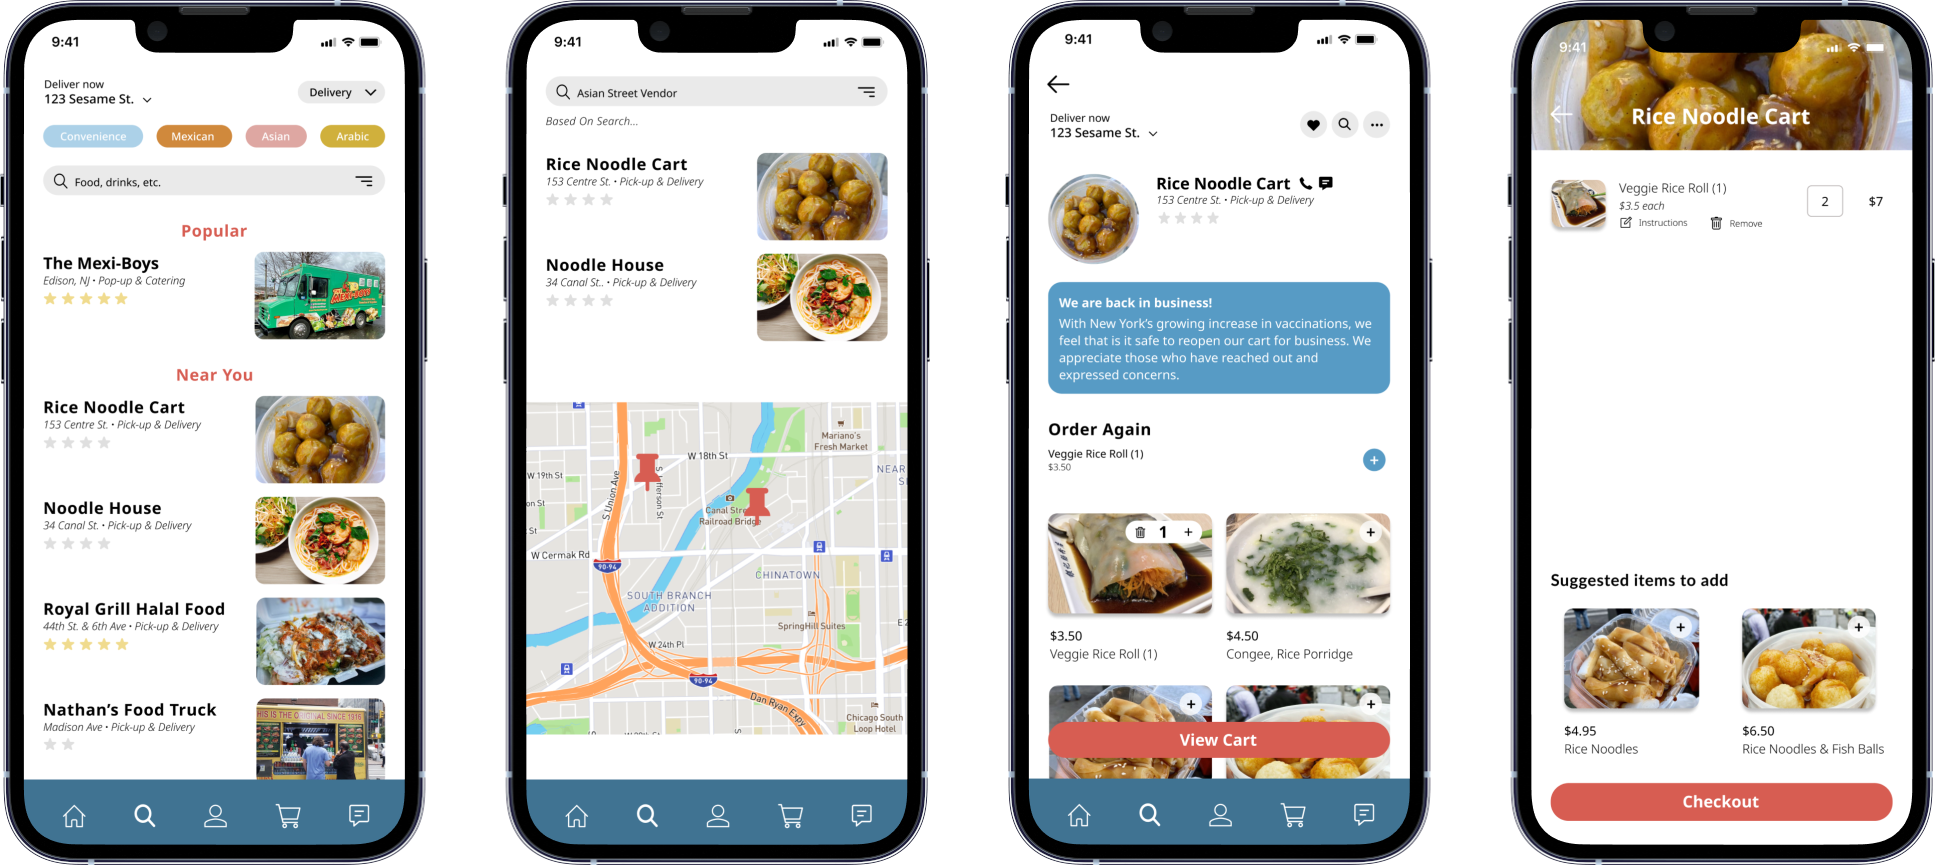 9:41
Deliver now
123 Sesame St.
Delivery
Convenience
Mexican
Asian
Arabic
Food, drinks, etc.
Popular
The Mexi-Boys
Edison, NJ • Pop-up & Catering
Near You
Rice Noodle Cart
153 Centre St. • Pick-up & Delivery
Noodle House
34 Canal St. • Pick-up & Delivery
Royal Grill Halal Food
44th St. & 6th Ave • Pick-up & Delivery
Nathan's Food Truck
Madison Ave • Pick-up & Delivery
THIS IS THE ORIGINAL SINCE 1916
9:41
Asian Street Vendor
Based On Search...
Rice Noodle Cart
153 Centre St. • Pick-up & Delivery
Noodle House
34 Canal St.. • Pick-up & Delivery
Mariano's
Fresh Market
W 18th St
W 19th St
NEAR
S Union Ave
S Jefferson St
on St
Canal Stre
Railroad Bridge
St
W Cermak Rd
90-94
CHINATOWN
SOUTH BRANCH
ADDITION
SpringHill Suites
E 2
W 24th Pl
90-94
Dan Ryan Expy
Chicago South
Loop Hotel
9:41
Deliver now
123 Sesame St.
Rice Noodle Cart
153 Centre St. • Pick-up & Delivery
We are back in business!
With New York's growing increase in vaccinations, we
feel that is it safe to reopen our cart for business. We
appreciate those who have reached out and
expressed concerns.
Order Again
Veggie Rice Roll (1)
$3.50
1
$3.50
Veggie Rice Roll (1)
$4.50
Congee, Rice Porridge
View Cart
9:41
Rice Noodle Cart
Veggie Rice Roll (1)
$3.5 each
Instructions
Remove
2
$7
Suggested items to add
$4.95
Rice Noodles
$6.50
Rice Noodles & Fish Balls
Checkout